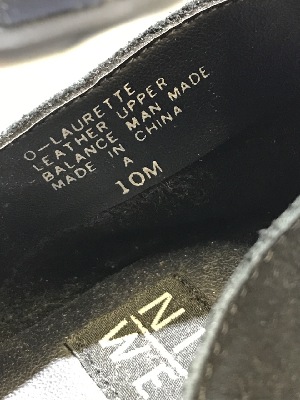 O-LAURETTE
LEATHER UPPER
BALANCE MAN MADE
MADE IN CHINA
A
10M
N I
W E